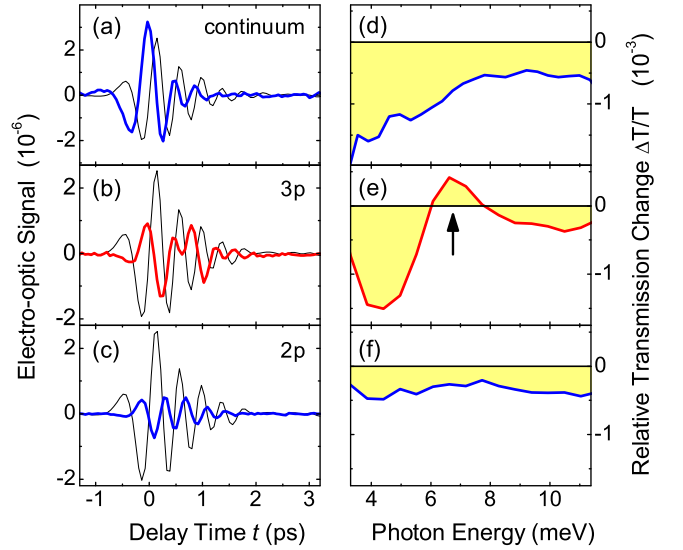 (a) continuum
2
0
-2
(b) 3p
2
0
-2
(c) 2p
2
0
-2
-1 0 1 2 3
Delay Time t (ps)
Electro-optic Signal (10⁻⁶)
(d)
0
-1
(e)
0
-1
(f)
0
-1
4 6 8 10
Photon Energy (meV)
Relative Transmission Change ΔT/T (10⁻³)